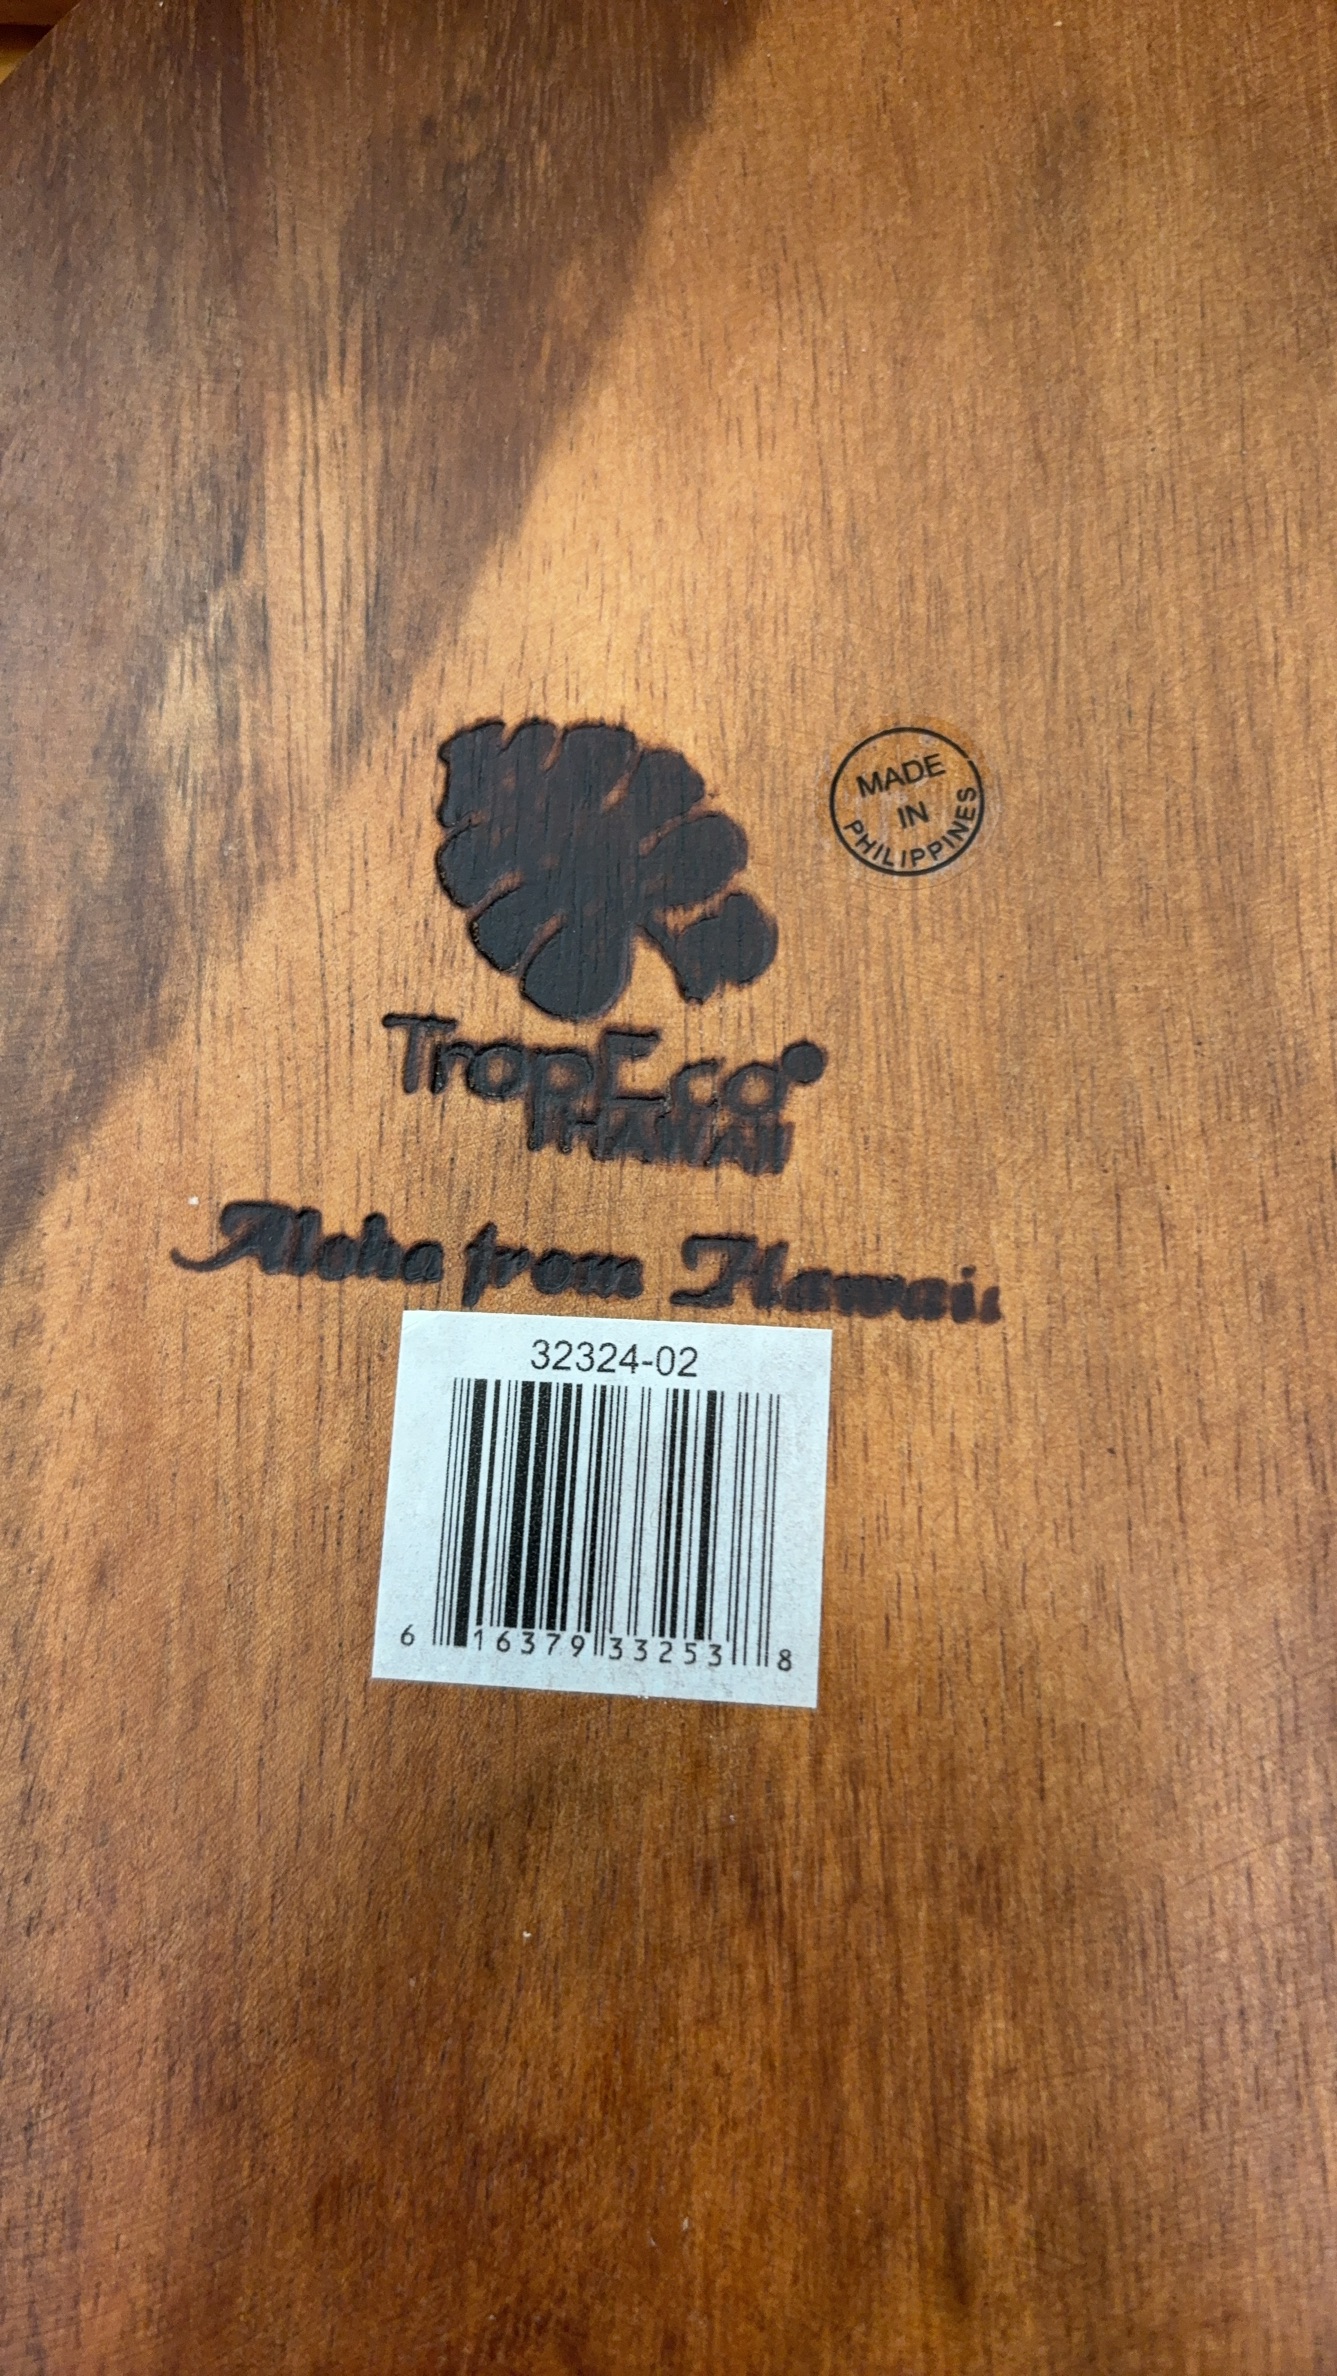 MADE
IN
PHILIPPINES
TropEco
HAWAII
Aloha from Hawaii
32324-02
6 16379 33253 8